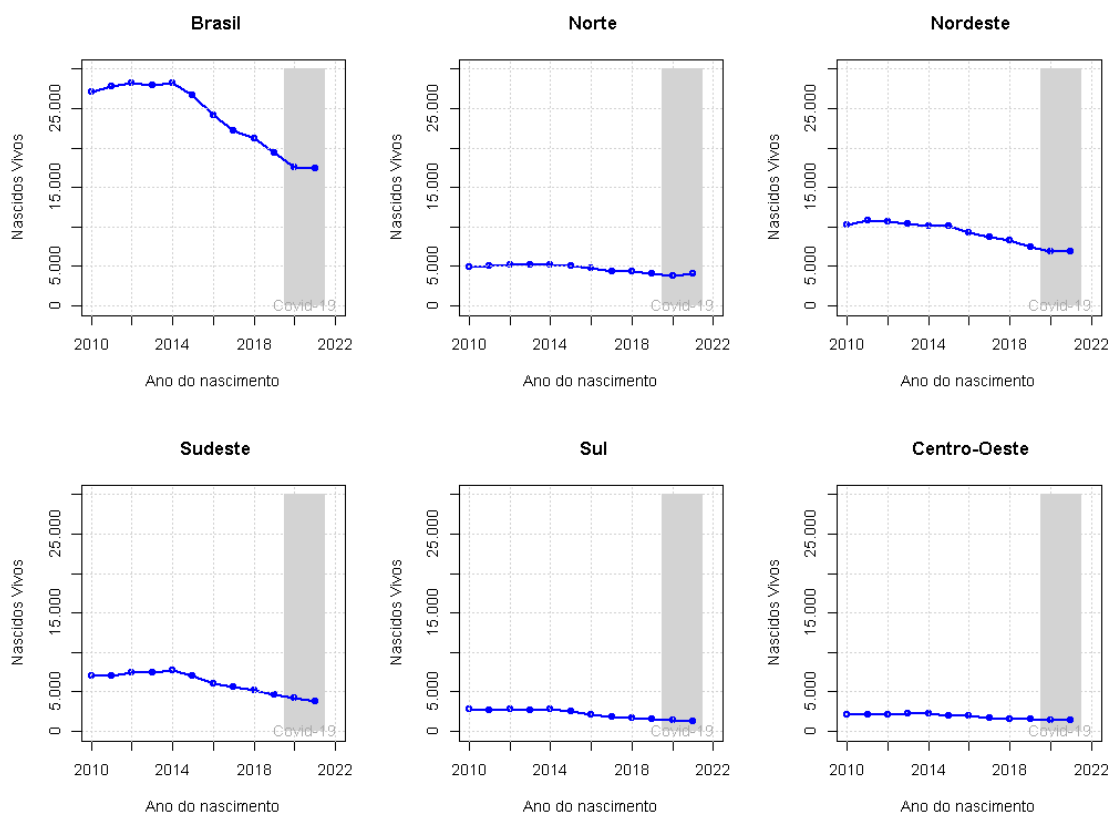 Brasil
Nascidos Vivos
25.000
15.000
5.000
0
Covid-19
2010 2014 2018 2022
Ano do nascimento
Norte
Nascidos Vivos
25.000
15.000
5.000
0
Covid-19
2010 2014 2018 2022
Ano do nascimento
Nordeste
Nascidos Vivos
25.000
15.000
5.000
0
Covid-19
2010 2014 2018 2022
Ano do nascimento
Sudeste
Nascidos Vivos
25.000
15.000
5.000
0
Covid-19
2010 2014 2018 2022
Ano do nascimento
Sul
Nascidos Vivos
25.000
15.000
5.000
0
Covid-19
2010 2014 2018 2022
Ano do nascimento
Centro-Oeste
Nascidos Vivos
25.000
15.000
5.000
0
Covid-19
2010 2014 2018 2022
Ano do nascimento